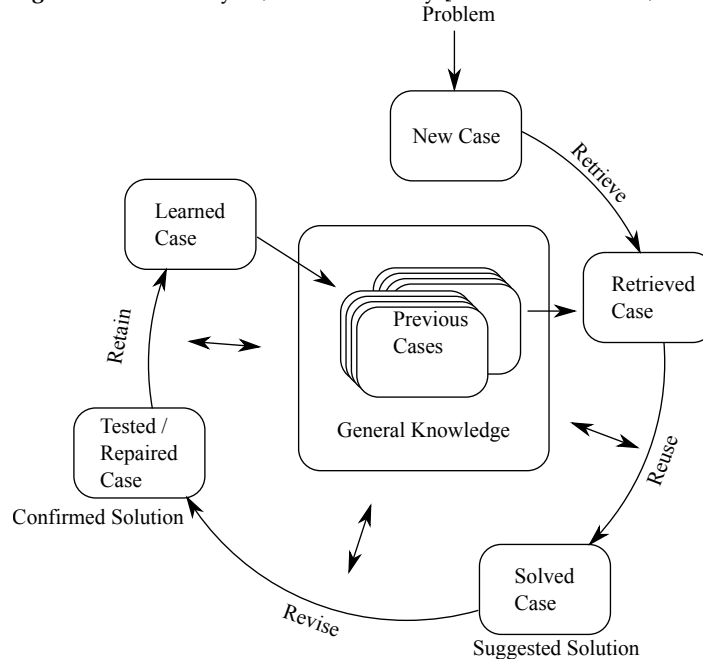 Problem
New Case
Retrieve
Learned
Case
Retrieved
Case
Previous
Cases
Retain
General Knowledge
Tested /
Repaired
Case
Reuse
Confirmed Solution
Solved
Case
Revise
Suggested Solution